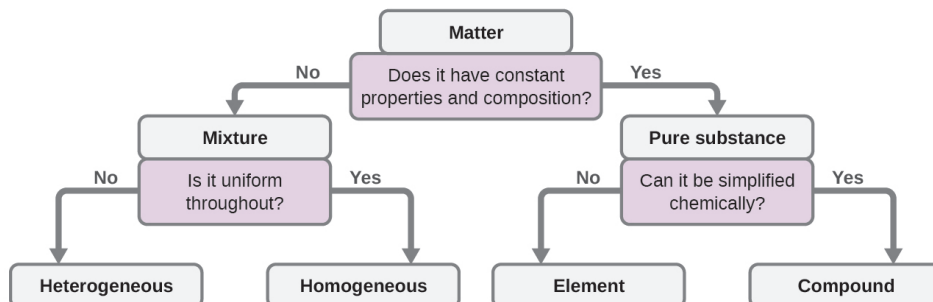 Matter
No
Does it have constant
properties and composition?
Yes
Mixture
Pure substance
No
Is it uniform
throughout?
Yes
No
Can it be simplified
chemically?
Yes
Heterogeneous
Homogeneous
Element
Compound